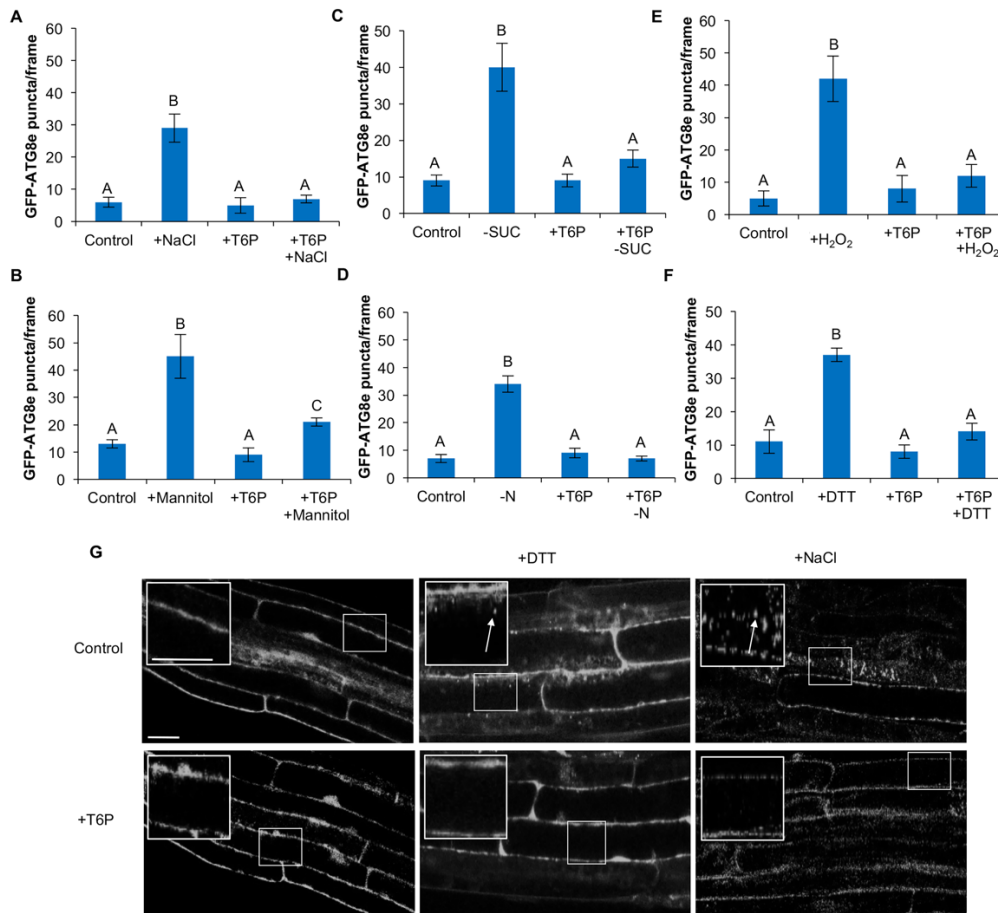 A
GFP-ATG8e puncta/frame
60
50
40
30
20
10
0
A
B
A
A
Control
+NaCl
+T6P
+T6P
+NaCl
B
GFP-ATG8e puncta/frame
60
50
40
30
20
10
0
A
B
A
C
Control
+Mannitol
+T6P
+T6P
+Mannitol
C
GFP-ATG8e puncta/frame
50
40
30
20
10
0
A
B
A
A
Control
-SUC
+T6P
+T6P
-SUC
D
GFP-ATG8e puncta/frame
50
40
30
20
10
0
A
B
A
A
Control
-N
+T6P
+T6P
-N
E
GFP-ATG8e puncta/frame
60
50
40
30
20
10
0
A
B
A
A
Control
+H₂O₂
+T6P
+T6P
+H₂O₂
F
GFP-ATG8e puncta/frame
50
40
30
20
10
0
A
B
A
A
Control
+DTT
+T6P
+T6P
+DTT
G
+DTT
+NaCl
Control
+T6P